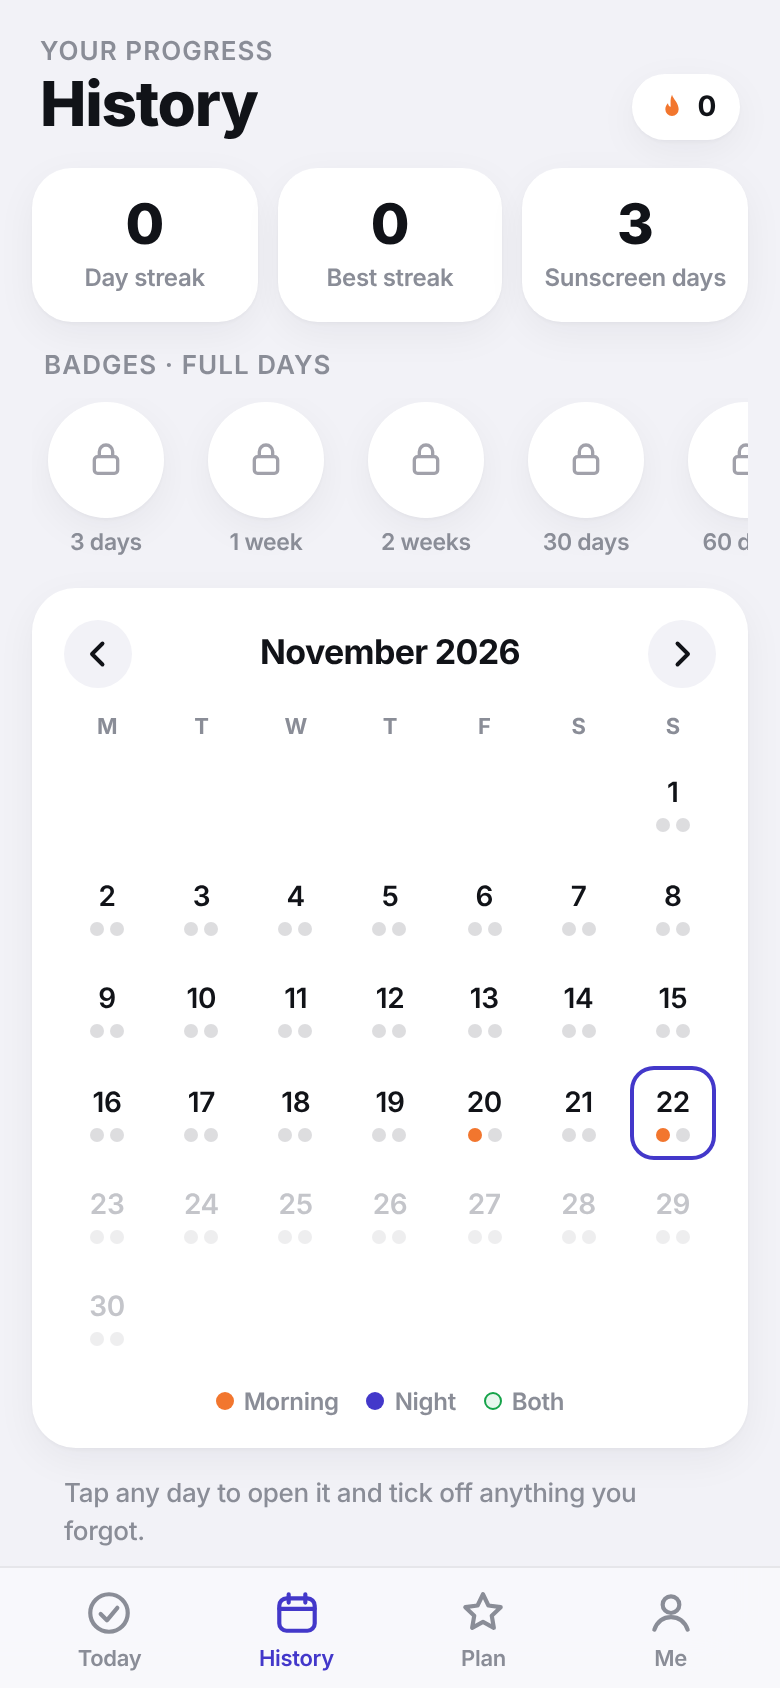 YOUR PROGRESS
History
0
0
Day streak
0
Best streak
3
Sunscreen days
BADGES · FULL DAYS
3 days
1 week
2 weeks
30 days
60 d
November 2026
M T W T F S S
1
2 3 4 5 6 7 8
9 10 11 12 13 14 15
16 17 18 19 20 21 22
23 24 25 26 27 28 29
30
Morning Night Both
Tap any day to open it and tick off anything you
forgot.
Today History Plan Me